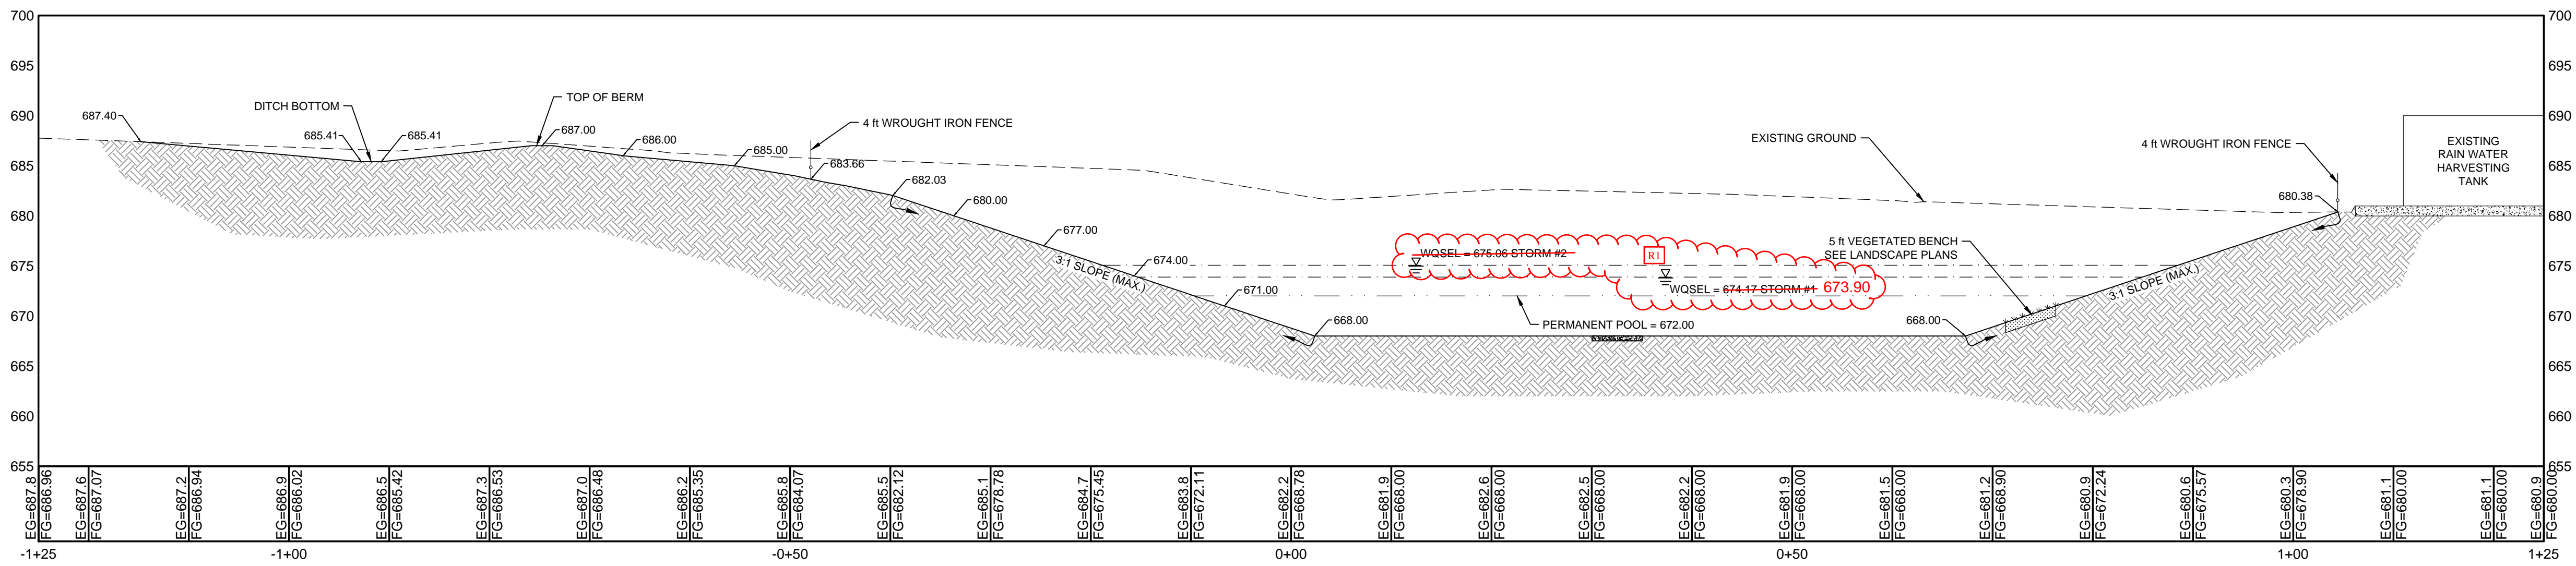 700
700
695
695
690
690
685
685
680
680
675
675
670
670
665
665
660
660
655
655
687.40
DITCH BOTTOM
685.41
685.41
TOP OF BERM
687.00
686.00
685.00
4 ft WROUGHT IRON FENCE
683.66
682.03
680.00
677.00
3:1 SLOPE (MAX.)
674.00
671.00
668.00
WQSEL = 675.06 STORM #2
R1
WQSEL = 674.17 STORM #1 673.90
PERMANENT POOL = 672.00
EXISTING GROUND
5 ft VEGETATED BENCH
SEE LANDSCAPE PLANS
668.00
3:1 SLOPE (MAX.)
4 ft WROUGHT IRON FENCE
680.38
EXISTING
RAIN WATER
HARVESTING
TANK
EG=687.8
FG=686.96
EG=687.6
FG=687.07
EG=687.2
FG=686.94
EG=686.9
FG=686.02
EG=686.5
FG=685.42
EG=687.3
FG=686.53
EG=687.0
FG=686.48
EG=686.2
FG=685.35
EG=685.8
FG=684.07
EG=685.5
FG=682.12
EG=685.1
FG=678.78
EG=684.7
FG=675.45
EG=683.8
FG=672.11
EG=682.2
FG=668.78
EG=681.9
FG=668.00
EG=682.6
FG=668.00
EG=682.5
FG=668.00
EG=682.2
FG=668.00
EG=681.9
FG=668.00
EG=681.5
FG=668.00
EG=681.2
FG=668.90
EG=680.9
FG=672.24
EG=680.6
FG=675.57
EG=680.3
FG=678.90
EG=681.1
FG=680.00
EG=681.1
FG=680.00
EG=680.9
FG=680.00
-1+25
-1+00
-0+50
0+00
0+50
1+00
1+25